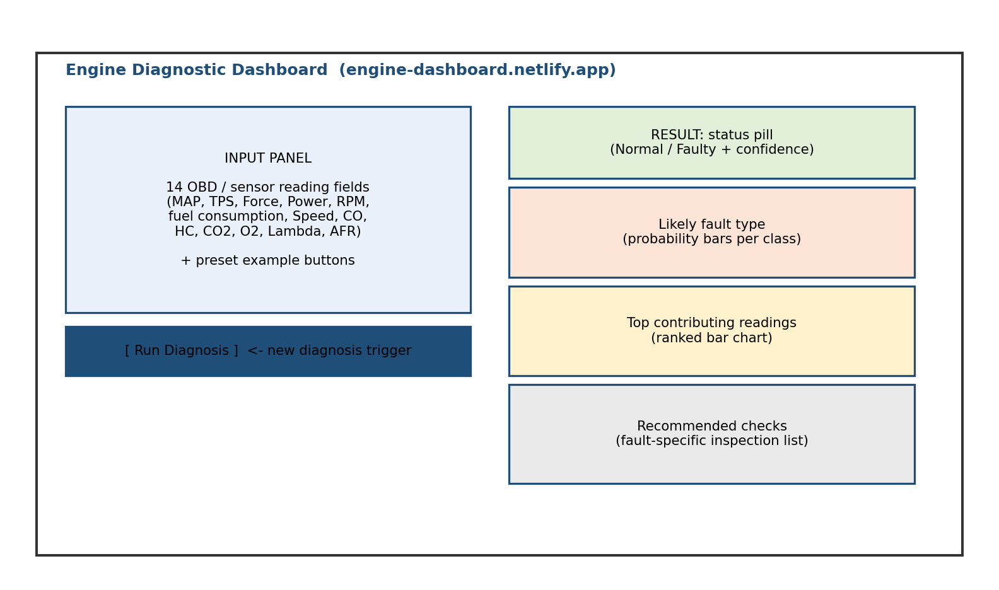 Engine Diagnostic Dashboard  (engine-dashboard.netlify.app)
INPUT PANEL
14 OBD / sensor reading fields
(MAP, TPS, Force, Power, RPM,
fuel consumption, Speed, CO,
HC, CO2, O2, Lambda, AFR)
+ preset example buttons
[ Run Diagnosis ]  <- new diagnosis trigger
RESULT: status pill
(Normal / Faulty + confidence)
Likely fault type
(probability bars per class)
Top contributing readings
(ranked bar chart)
Recommended checks
(fault-specific inspection list)